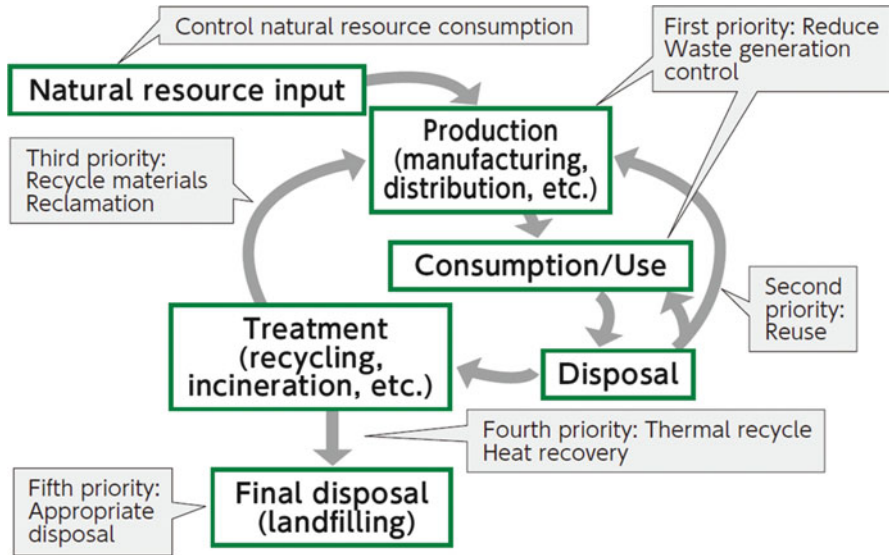 Control natural resource consumption
First priority: Reduce
Waste generation
control
Natural resource input
Production
(manufacturing,
distribution, etc.)
Third priority:
Recycle materials
Reclamation
Consumption/Use
Second
priority:
Reuse
Treatment
(recycling,
incineration, etc.)
Disposal
Fourth priority: Thermal recycle
Heat recovery
Fifth priority:
Appropriate
disposal
Final disposal
(landfilling)